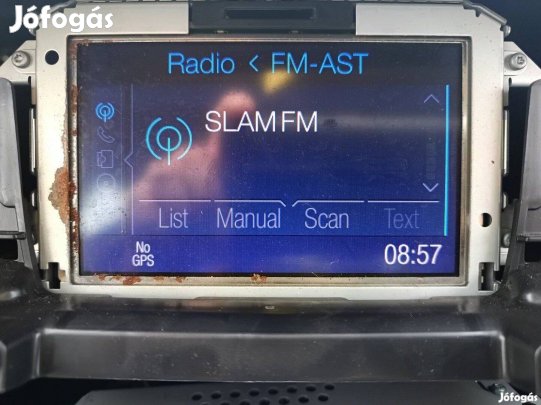 Jófogás
Radio < FM-AST
SLAM FM
List Manual Scan Text
No
GPS
08:57
Jófogás